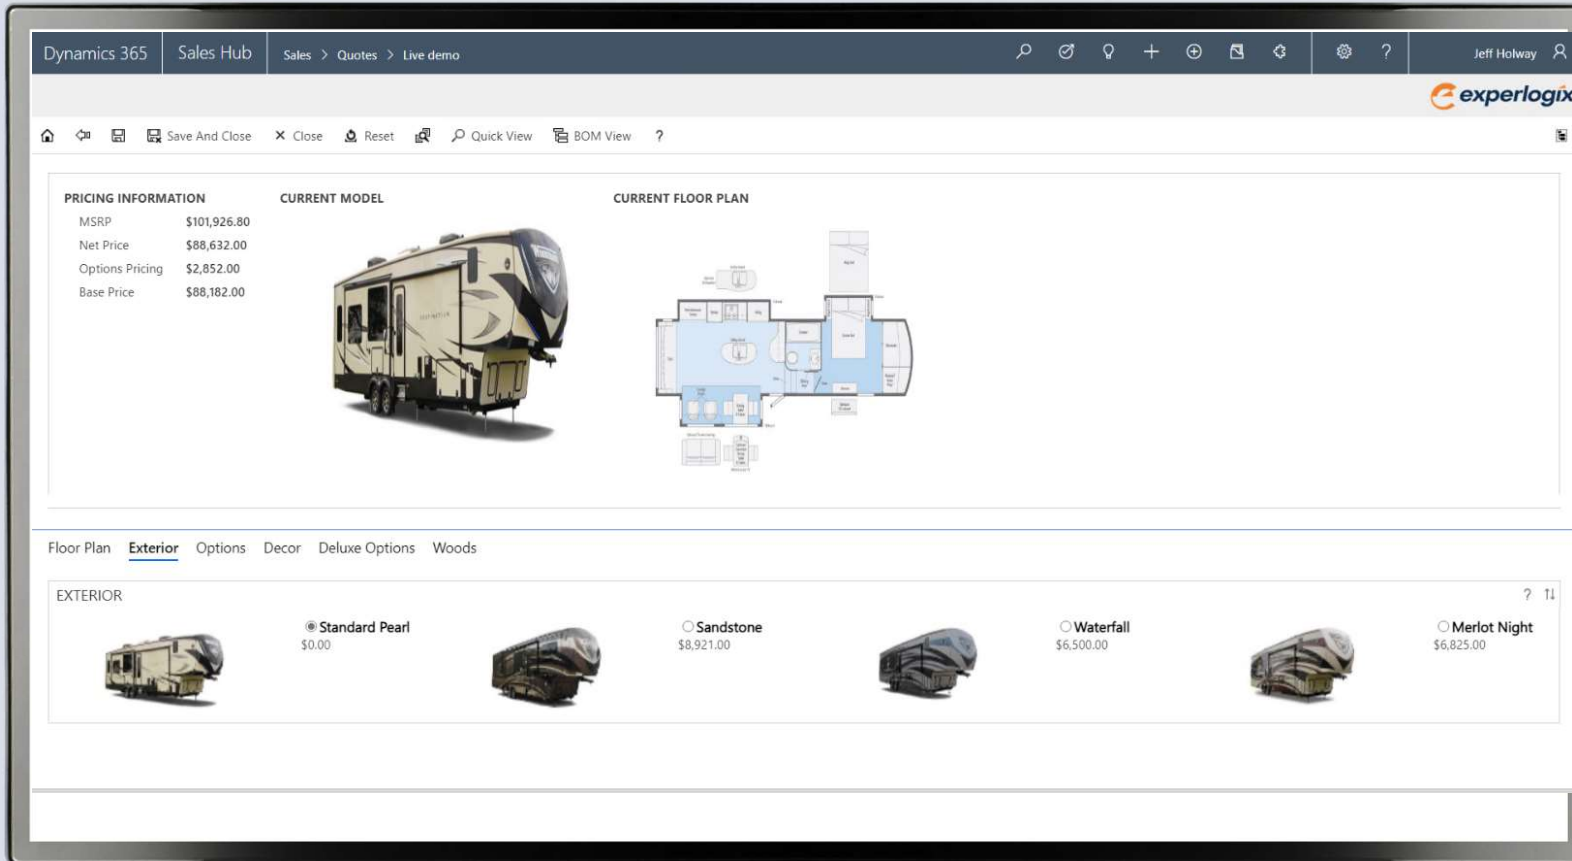 Dynamics 365 Sales Hub Sales > Quotes > Live demo ? Jeff Holway
experlogix
Save And Close Close Reset Quick View BOM View ?
PRICING INFORMATION CURRENT MODEL CURRENT FLOOR PLAN
MSRP $101,926.80
Net Price $88,632.00
Options Pricing $2,852.00
Base Price $88,182.00
Floor Plan Exterior Options Decor Deluxe Options Woods
EXTERIOR ?
Standard Pearl Sandstone Waterfall Merlot Night
$0.00 $8,921.00 $6,500.00 $6,825.00